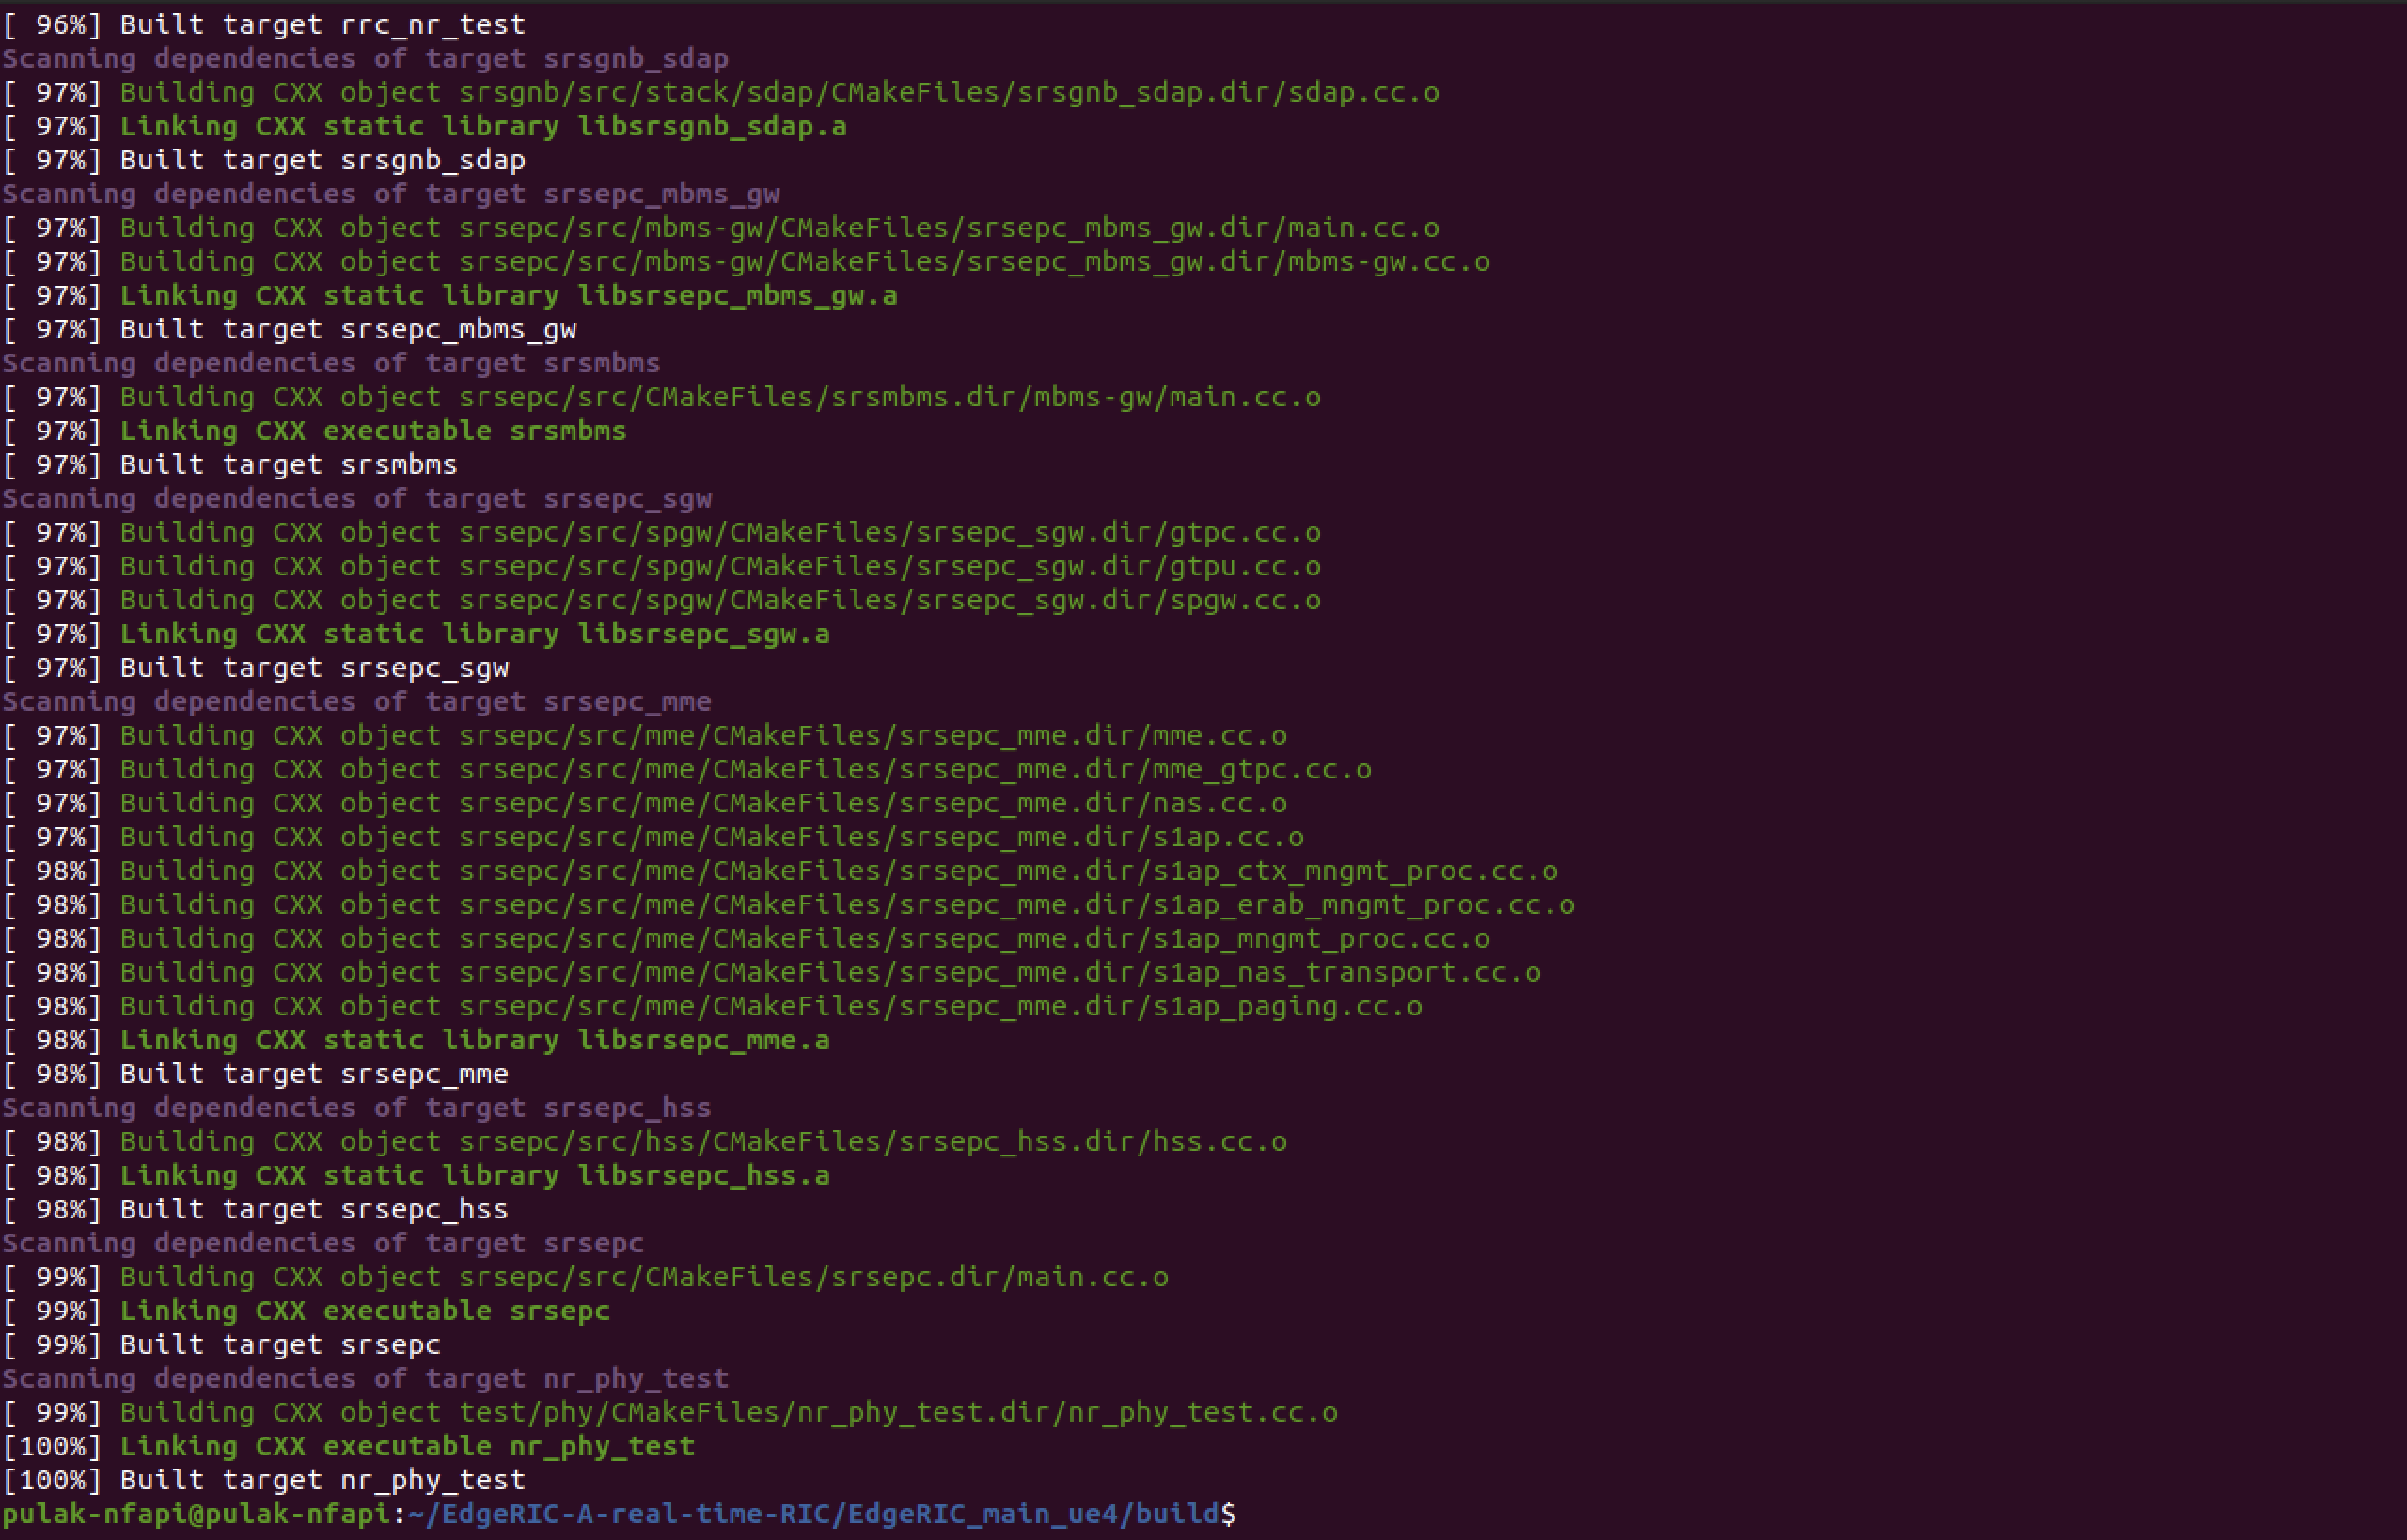 [ 96%] Built target rrc_nr_test
Scanning dependencies of target srsgnb_sdap
[ 97%] Building CXX object srsgnb/src/stack/sdap/CMakeFiles/srsgnb_sdap.dir/sdap.cc.o
[ 97%] Linking CXX static library libsrsgnb_sdap.a
[ 97%] Built target srsgnb_sdap
Scanning dependencies of target srsepc_mbms_gw
[ 97%] Building CXX object srsepc/src/mbms-gw/CMakeFiles/srsepc_mbms_gw.dir/main.cc.o
[ 97%] Building CXX object srsepc/src/mbms-gw/CMakeFiles/srsepc_mbms_gw.dir/mbms-gw.cc.o
[ 97%] Linking CXX static library libsrsepc_mbms_gw.a
[ 97%] Built target srsepc_mbms_gw
Scanning dependencies of target srsmbms
[ 97%] Building CXX object srsepc/src/CMakeFiles/srsmbms.dir/mbms-gw/main.cc.o
[ 97%] Linking CXX executable srsmbms
[ 97%] Built target srsmbms
Scanning dependencies of target srsepc_sgw
[ 97%] Building CXX object srsepc/src/spgw/CMakeFiles/srsepc_sgw.dir/gtpc.cc.o
[ 97%] Building CXX object srsepc/src/spgw/CMakeFiles/srsepc_sgw.dir/gtpu.cc.o
[ 97%] Building CXX object srsepc/src/spgw/CMakeFiles/srsepc_sgw.dir/spgw.cc.o
[ 97%] Linking CXX static library libsrsepc_sgw.a
[ 97%] Built target srsepc_sgw
Scanning dependencies of target srsepc_mme
[ 97%] Building CXX object srsepc/src/mme/CMakeFiles/srsepc_mme.dir/mme.cc.o
[ 97%] Building CXX object srsepc/src/mme/CMakeFiles/srsepc_mme.dir/mme_gtpc.cc.o
[ 97%] Building CXX object srsepc/src/mme/CMakeFiles/srsepc_mme.dir/nas.cc.o
[ 97%] Building CXX object srsepc/src/mme/CMakeFiles/srsepc_mme.dir/s1ap.cc.o
[ 98%] Building CXX object srsepc/src/mme/CMakeFiles/srsepc_mme.dir/s1ap_ctx_mngmt_proc.cc.o
[ 98%] Building CXX object srsepc/src/mme/CMakeFiles/srsepc_mme.dir/s1ap_erab_mngmt_proc.cc.o
[ 98%] Building CXX object srsepc/src/mme/CMakeFiles/srsepc_mme.dir/s1ap_mngmt_proc.cc.o
[ 98%] Building CXX object srsepc/src/mme/CMakeFiles/srsepc_mme.dir/s1ap_nas_transport.cc.o
[ 98%] Building CXX object srsepc/src/mme/CMakeFiles/srsepc_mme.dir/s1ap_paging.cc.o
[ 98%] Linking CXX static library libsrsepc_mme.a
[ 98%] Built target srsepc_mme
Scanning dependencies of target srsepc_hss
[ 98%] Building CXX object srsepc/src/hss/CMakeFiles/srsepc_hss.dir/hss.cc.o
[ 98%] Linking CXX static library libsrsepc_hss.a
[ 98%] Built target srsepc_hss
Scanning dependencies of target srsepc
[ 99%] Building CXX object srsepc/src/CMakeFiles/srsepc.dir/main.cc.o
[ 99%] Linking CXX executable srsepc
[ 99%] Built target srsepc
Scanning dependencies of target nr_phy_test
[ 99%] Building CXX object test/phy/CMakeFiles/nr_phy_test.dir/nr_phy_test.cc.o
[100%] Linking CXX executable nr_phy_test
[100%] Built target nr_phy_test
pulak-nfapi@pulak-nfapi:~/EdgeRIC-A-real-time-RIC/EdgeRIC_main_ue4/build$